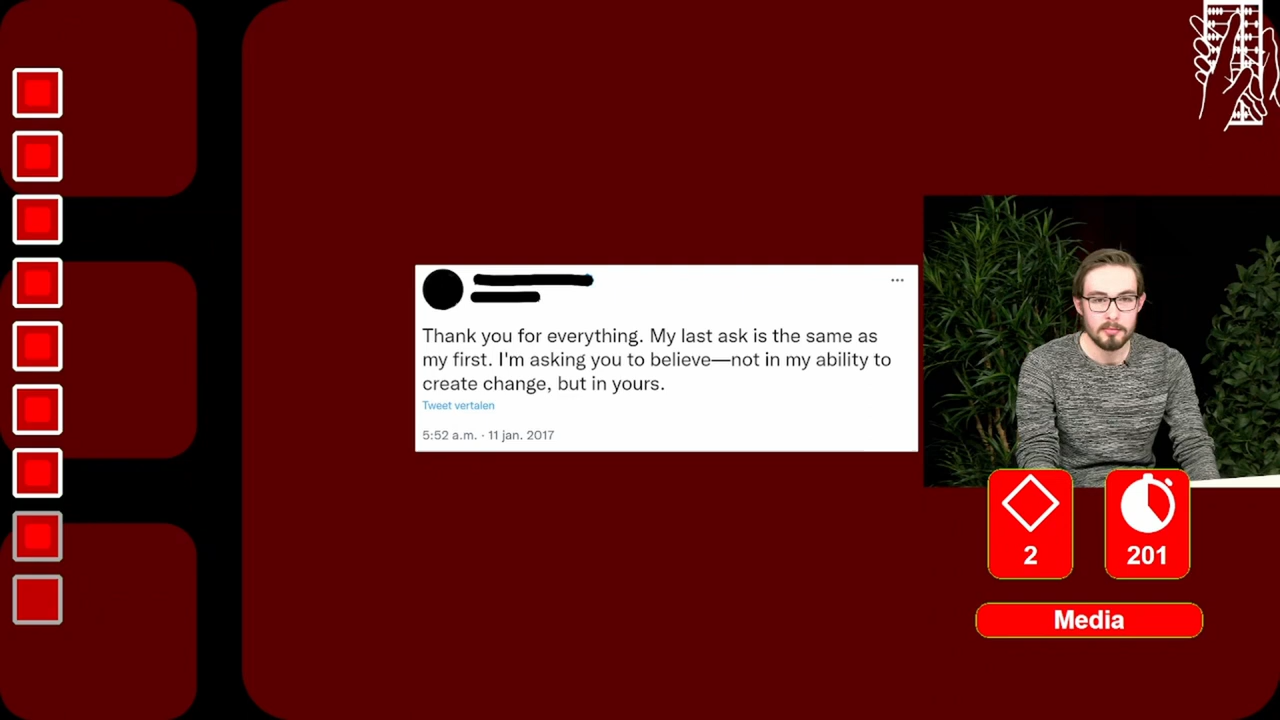 Thank you for everything. My last ask is the same as
my first. I'm asking you to believe—not in my ability to
create change, but in yours.
Tweet vertalen
5:52 a.m. · 11 jan. 2017
2
201
Media